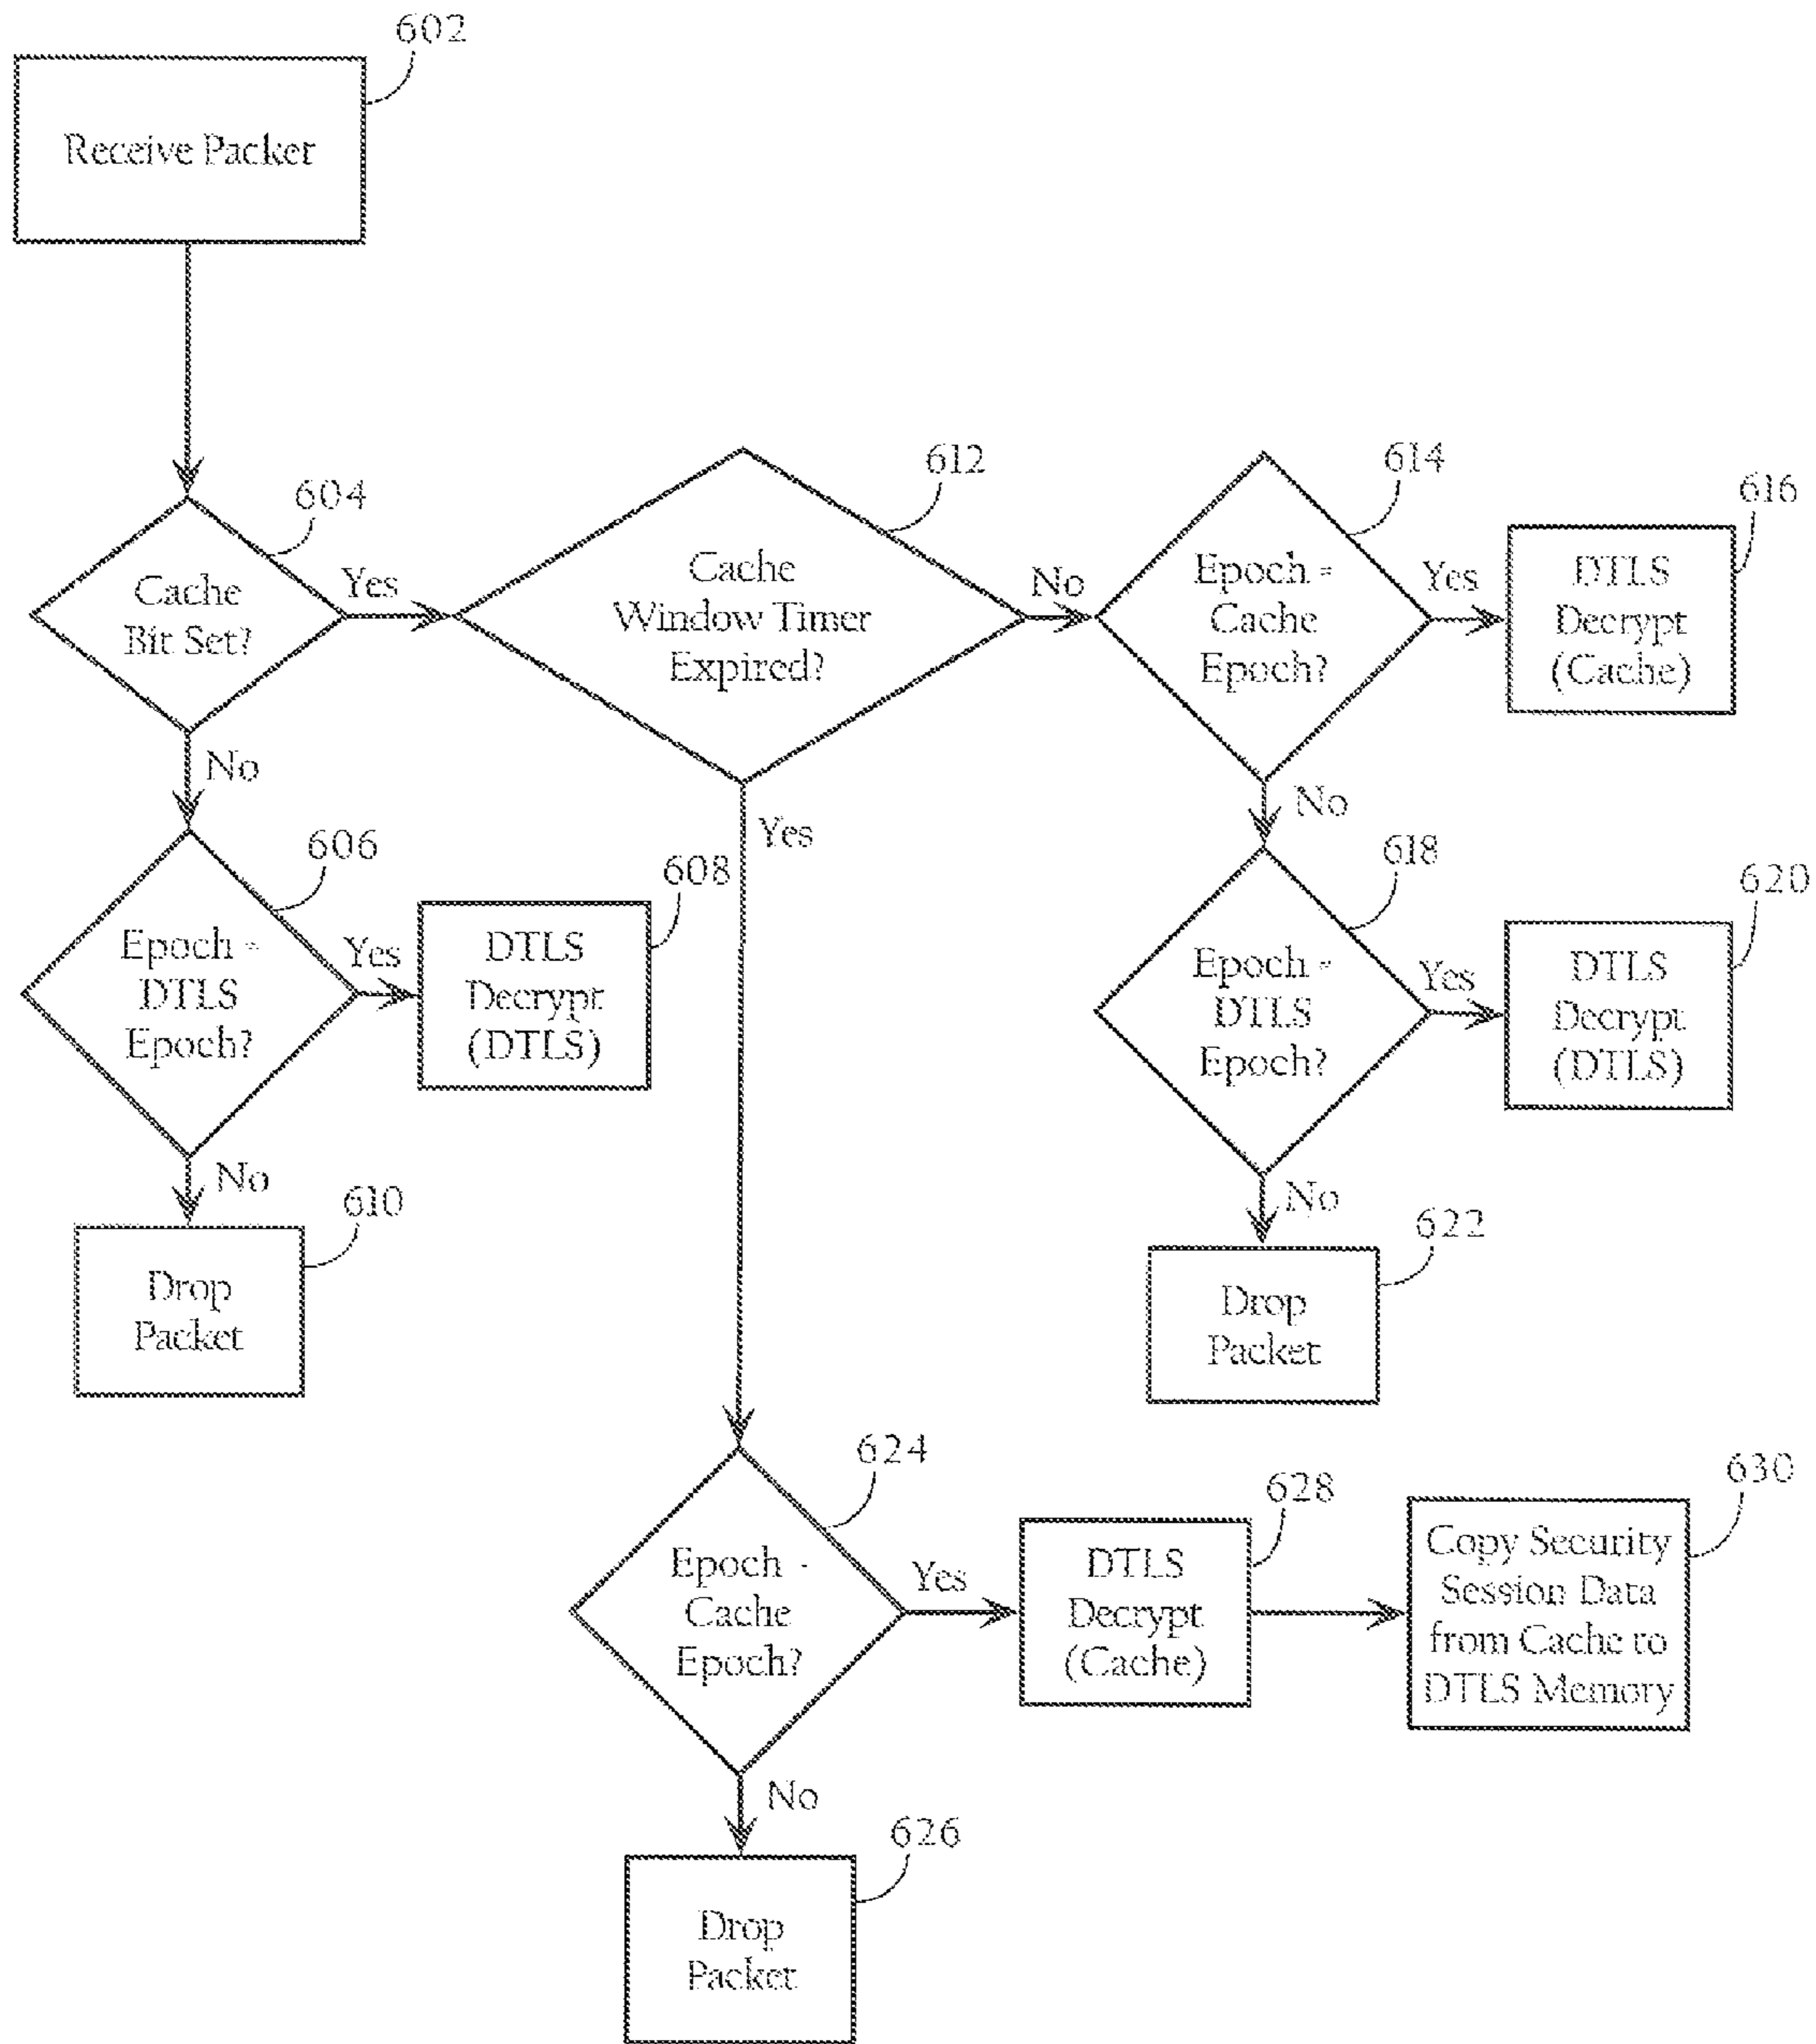 602
Receive Packet
604
Cache
Bit Set?
Yes
No
612
Cache
Window Timer
Expired?
No
Yes
614
Epoch =
Cache
Epoch?
Yes
No
616
DTLS
Decrypt
(Cache)
606
Epoch =
DTLS
Epoch?
Yes
No
608
DTLS
Decrypt
(DTLS)
610
Drop
Packet
618
Epoch =
DTLS
Epoch?
Yes
No
620
DTLS
Decrypt
(DTLS)
622
Drop
Packet
624
Epoch =
Cache
Epoch?
Yes
No
628
DTLS
Decrypt
(Cache)
630
Copy Security
Session Data
from Cache to
DTLS Memory
626
Drop
Packet